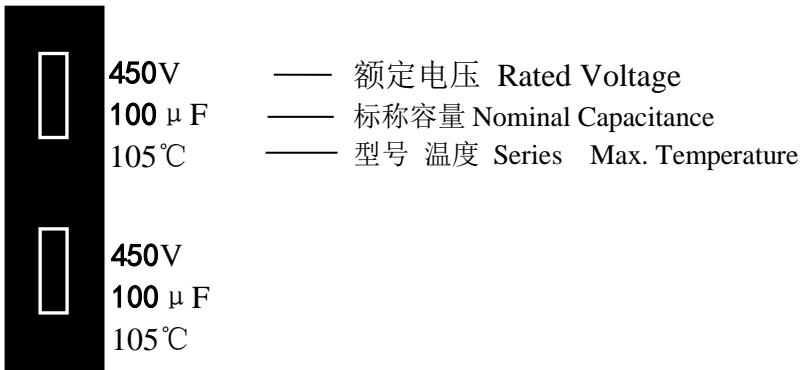 450V —— 额定电压 Rated Voltage
100 μF —— 标称容量 Nominal Capacitance
105℃ —— 型号 温度 Series Max. Temperature
450V
100 μF
105℃